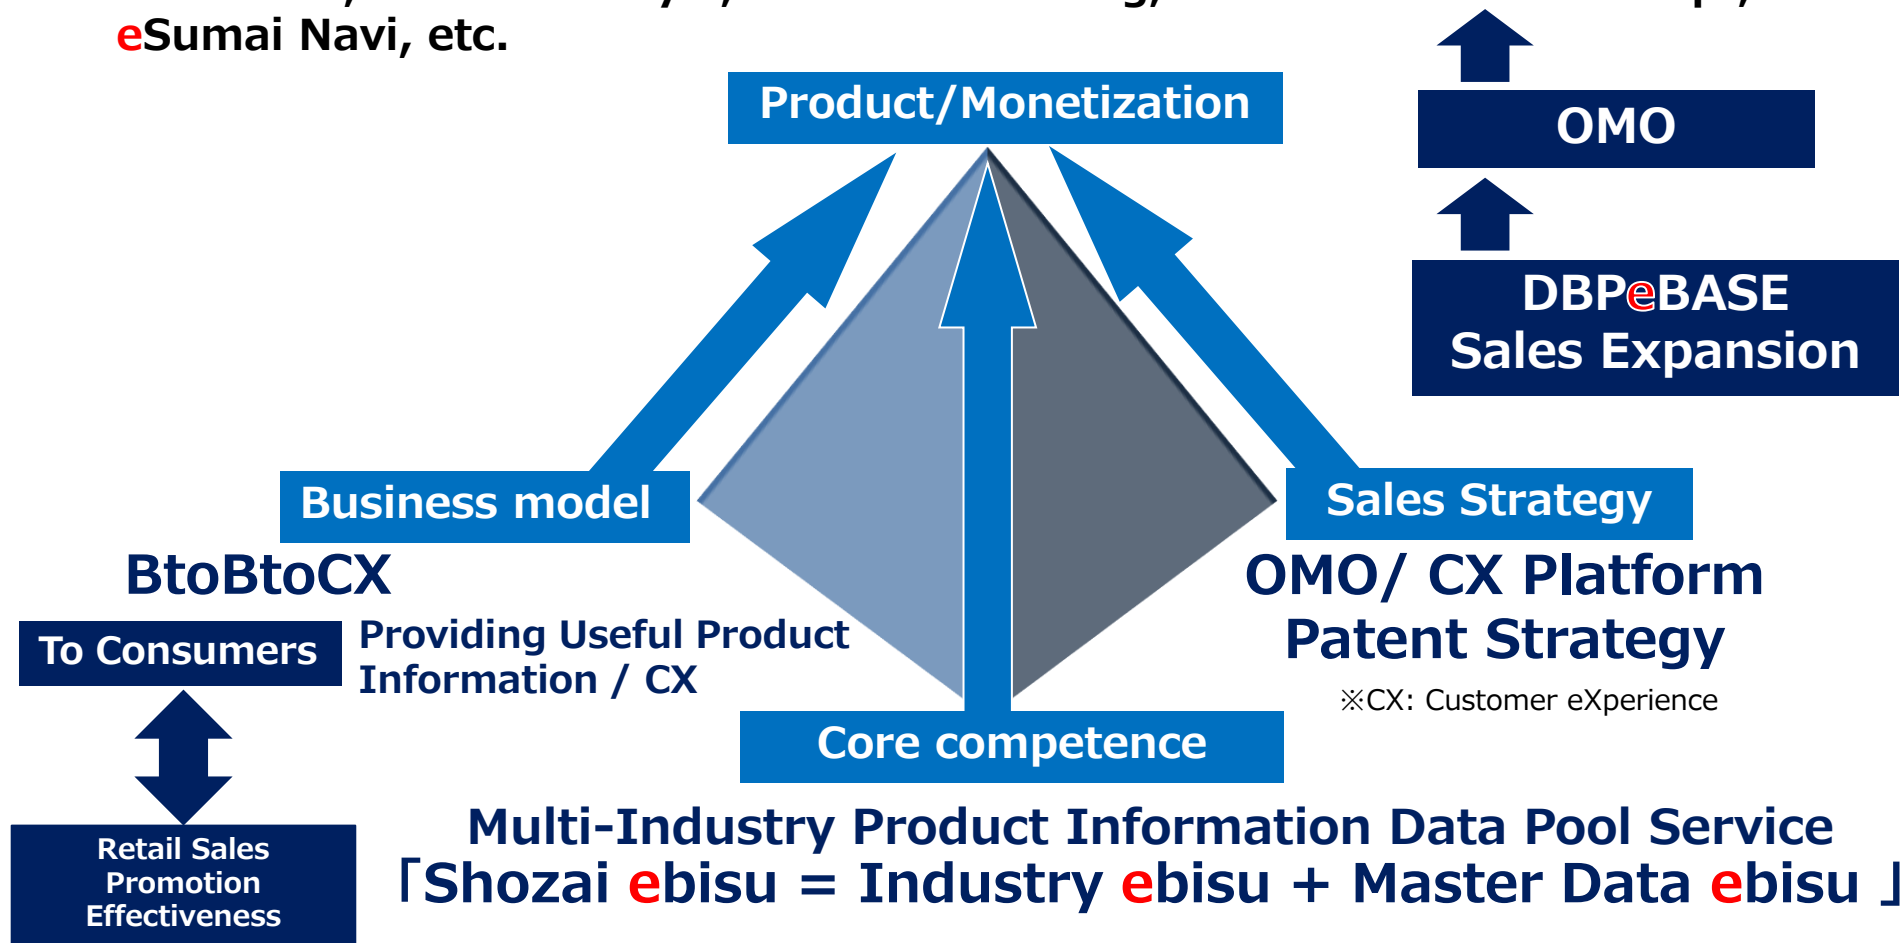 eSumai Navi, etc.
Product/Monetization
OMO
DBPeBASE
Sales Expansion
Business model
Sales Strategy
BtoBtoCX
OMO/ CX Platform
Patent Strategy
To Consumers
Providing Useful Product
Information / CX
※CX: Customer eXperience
Core competence
Retail Sales
Promotion
Effectiveness
Multi-Industry Product Information Data Pool Service
「Shozai ebisu = Industry ebisu + Master Data ebisu 」